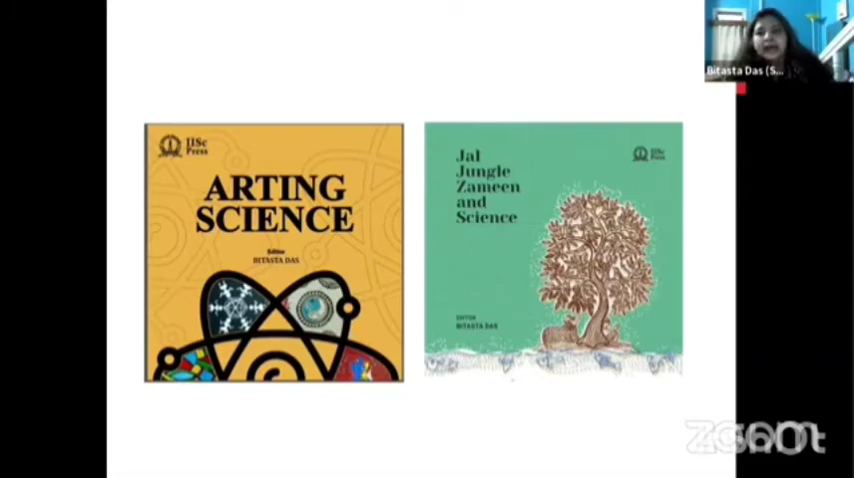 Bitasta Das (S...
IISc
Press
ARTING
SCIENCE
Editor
BITASTA DAS
Jal
Jungle
Zameen
and
Science
IISc
Press
EDITOR
BITASTA DAS
zoom